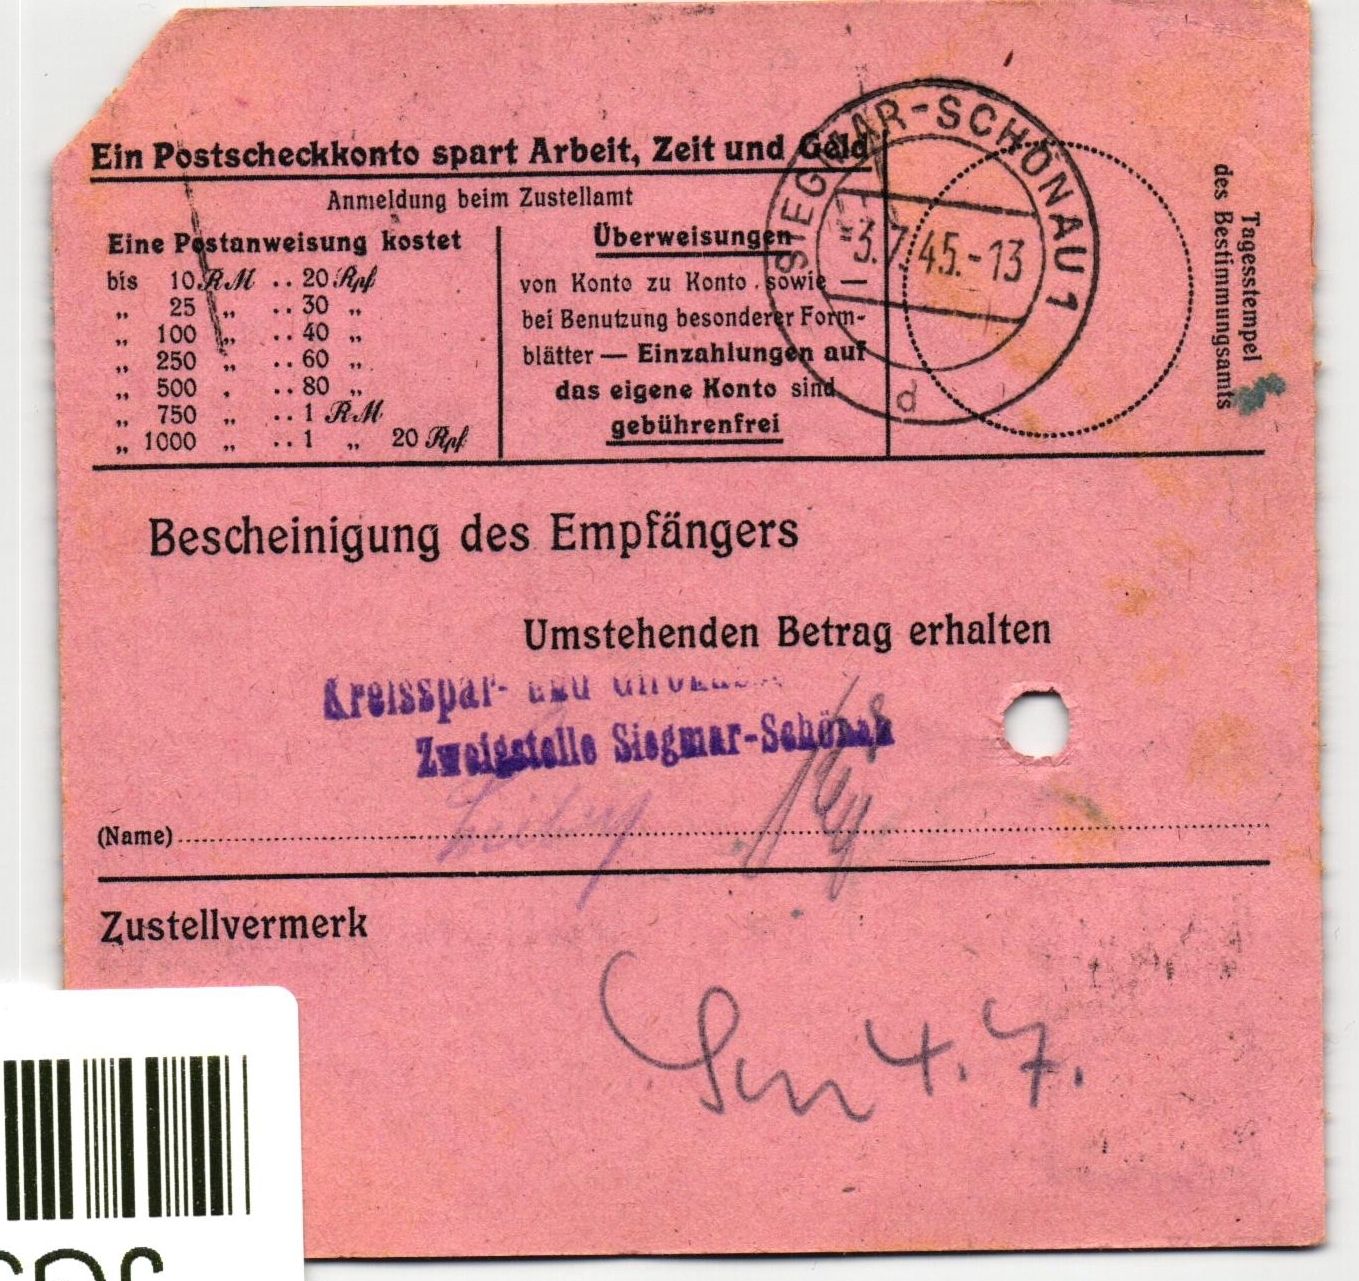 Ein Postscheckkonto spart Arbeit, Zeit und Geld
Anmeldung beim Zustellamt
Eine Postanweisung kostet
bis 10 RM .. 20 Rpf
„ 25 „ .. 30 „
„ 100 „ .. 40 „
„ 250 „ .. 60 „
„ 500 „ .. 80 „
„ 750 „ .. 1 RM
„ 1000 „ .. 1 „ 20 Rpf
Überweisungen
von Konto zu Konto sowie —
bei Benutzung besonderer Form-
blätter — Einzahlungen auf
das eigene Konto sind
gebührenfrei
SIEGMAR-SCHÖNAU 1
-3.7.45.-13
d
Tagesstempel
des Bestimmungsamts
Bescheinigung des Empfängers
Umstehenden Betrag erhalten
Kreisspar- und Girokasse
Zweigstelle Siegmar-Schönau
(Name)
Zustellvermerk
4.7.